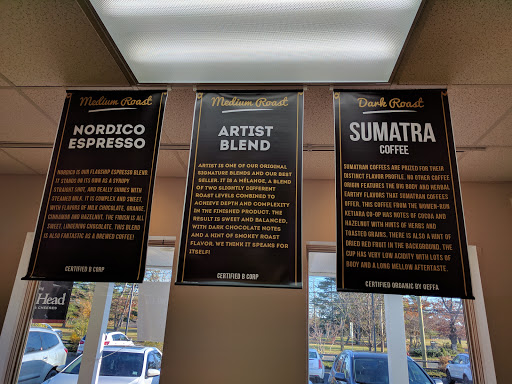 Medium Roast
NORDICO
ESPRESSO
NORDICO IS OUR FLAGSHIP ESPRESSO BLEND.
IT STANDS ON ITS OWN IS A SYRUPY
STRAIGHT SHOT, AND REALLY SHINES WITH
STEAMED MILK. IT IS COMPLEX AND SWEET,
WITH FLAVORS OF MILK CHOCOLATE, ORANGE,
CINNAMON AND HAZELNUT. THE FINISH IS ALL
SWEET, LINGERING CHOCOLATE. THIS BLEND
IS ALSO FANTASTIC AS A BREWED COFFEE!
CERTIFIED B CORP
Medium Roast
ARTIST
BLEND
ARTIST IS ONE OF OUR ORIGINAL
SIGNATURE BLENDS AND OUR BEST
SELLER. IT IS A MÉLANGE, A BLEND
OF TWO SLIGHTLY DIFFERENT
ROAST LEVELS COMBINED TO
ACHIEVE DEPTH AND COMPLEXITY
IN THE FINISHED PRODUCT. THE
RESULT IS SWEET AND BALANCED,
WITH DARK CHOCOLATE NOTES
AND A HINT OF SMOKEY ROAST
FLAVOR. WE THINK IT SPEAKS FOR
ITSELF!
CERTIFIED B CORP
Dark Roast
SUMATRA
COFFEE
SUMATRAN COFFEES ARE PRIZED FOR THEIR
DISTINCT FLAVOR PROFILE. NO OTHER COFFEE
ORIGIN FEATURES THE BIG BODY AND HERBAL
EARTHY FLAVORS THAT SUMATRAN COFFEES
OFFER. THIS COFFEE FROM THE WOMEN-RUN
KETIARA CO-OP HAS NOTES OF COCOA AND
HAZELNUT WITH HINTS OF HERBS AND
TOASTED GRAINS. THERE IS ALSO A HINT OF
DRIED RED FRUIT IN THE BACKGROUND. THE
CUP HAS VERY LOW ACIDITY WITH LOTS OF
BODY AND A LONG MELLOW AFTERTASTE.
CERTIFIED ORGANIC BY OEFFA
Head